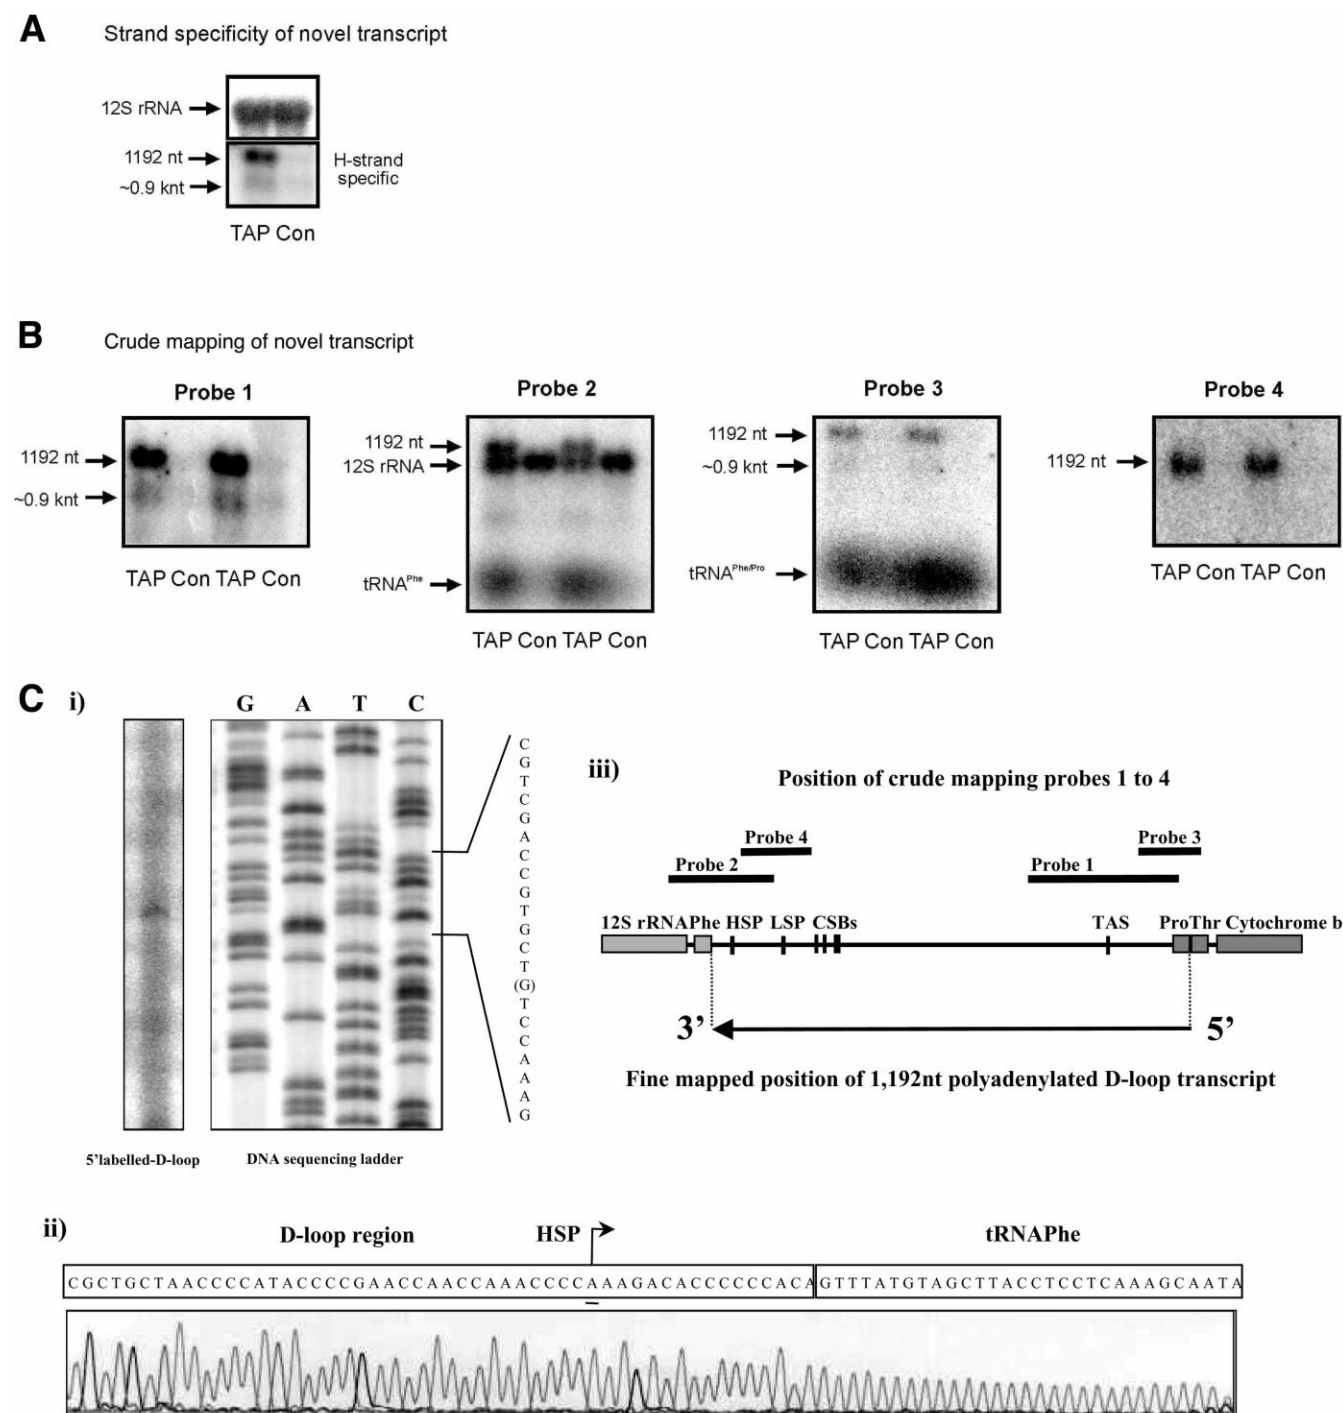 A Strand specificity of novel transcript
12S rRNA
1192 nt
~0.9 knt
H-strand
specific
TAP Con
B Crude mapping of novel transcript
Probe 1
1192 nt
~0.9 knt
TAP Con TAP Con
Probe 2
1192 nt
12S rRNA
tRNAPhe
TAP Con TAP Con
Probe 3
1192 nt
~0.9 knt
tRNAPhe/Pro
TAP Con TAP Con
Probe 4
1192 nt
TAP Con TAP Con
C i)
G A T C
C
G
T
C
G
A
C
C
G
T
G
C
T
(G)
T
C
C
A
A
A
G
5'labelled-D-loop
DNA sequencing ladder
iii)
Position of crude mapping probes 1 to 4
Probe 3
Probe 4
Probe 2
Probe 1
12S rRNAPhe HSP LSP CSBs TAS ProThr Cytochrome b
3’ 5’
Fine mapped position of 1,192nt polyadenylated D-loop transcript
ii)
D-loop region HSP tRNAPhe
CGCTGCTAACCCCATACCCCGAACCAACCAAACCCCAAAGACACCCCCCACA GTTTATGTAGCTTACCTCCTCAAAGCAATA